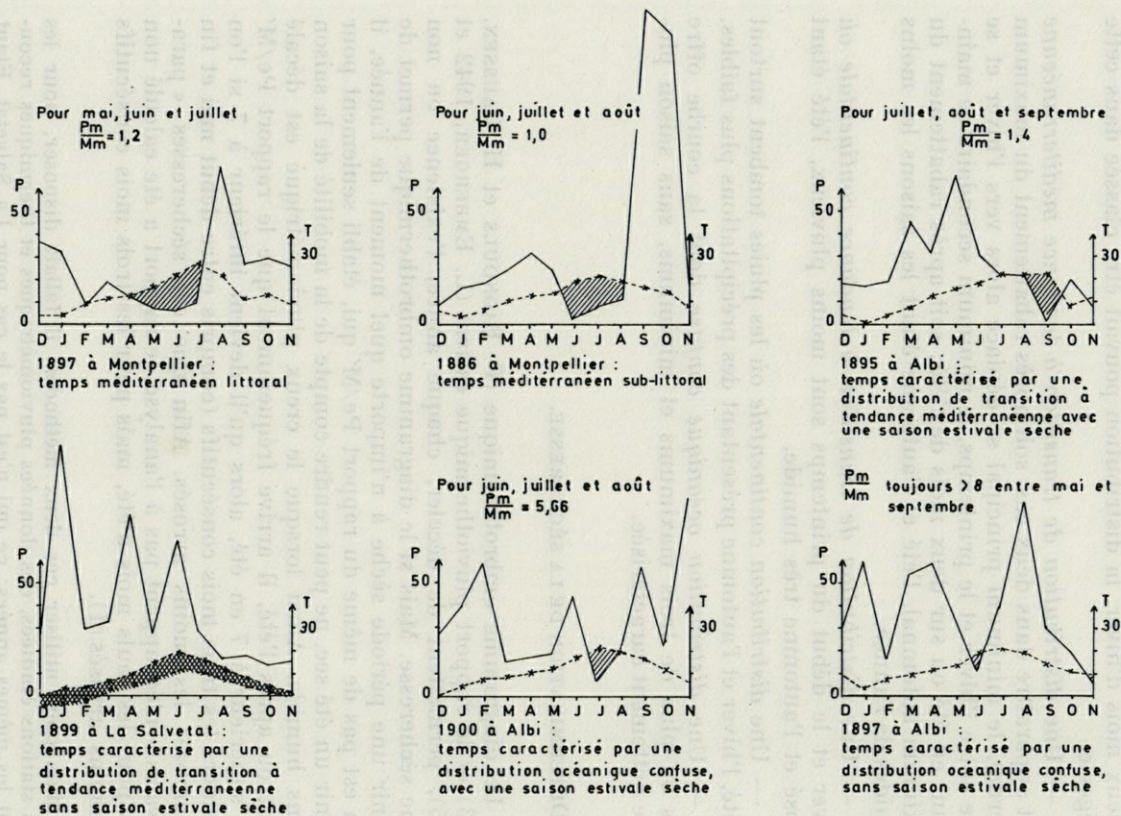 Pour mai, juin et juillet
Pm
Mm = 1,2
P
50
0
T
30
D J F M A M J J A S O N
1897 à Montpellier :
temps méditerranéen littoral
Pour juin, juillet et août
Pm
Mm = 1,0
P
50
0
T
30
D J F M A M J J A S O N
1886 à Montpellier :
temps méditerranéen sub-littoral
Pour juillet, août et septembre
Pm
Mm = 1,4
P
50
0
T
30
D J F M A M J J A S O N
1895 à Albi :
temps caractérisé par une
distribution de transition à
tendance méditerranéenne avec
une saison estivale sèche
P
50
0
T
30
D J F M A M J J A S O N
1899 à La Salvetat :
temps caractérisé par une
distribution de transition à
tendance méditerranéenne
sans saison estivale sèche
Pour juin, juillet et août
Pm
Mm = 5,66
P
50
0
T
30
D J F M A M J J A S O N
1900 à Albi :
temps caractérisé par une
distribution océanique confuse,
avec une saison estivale sèche
Pm
Mm toujours > 8 entre mai et
septembre
P
50
0
T
30
D J F M A M J J A S O N
1897 à Albi :
temps caractérisé par une
distribution océanique confuse,
sans saison estivale sèche